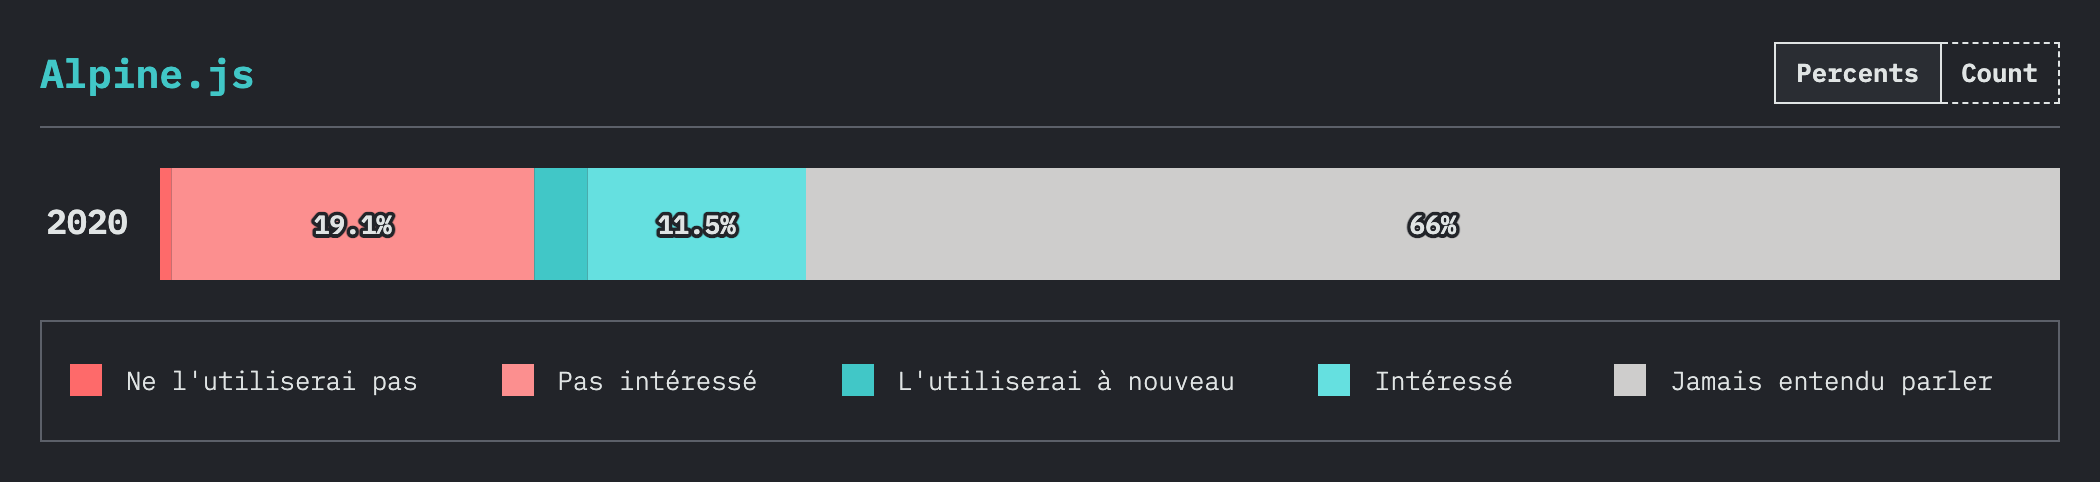 Alpine.js
Percents Count
2020 19.1% 11.5% 66%
Ne l'utiliserai pas Pas intéressé L'utiliserai à nouveau Intéressé Jamais entendu parler